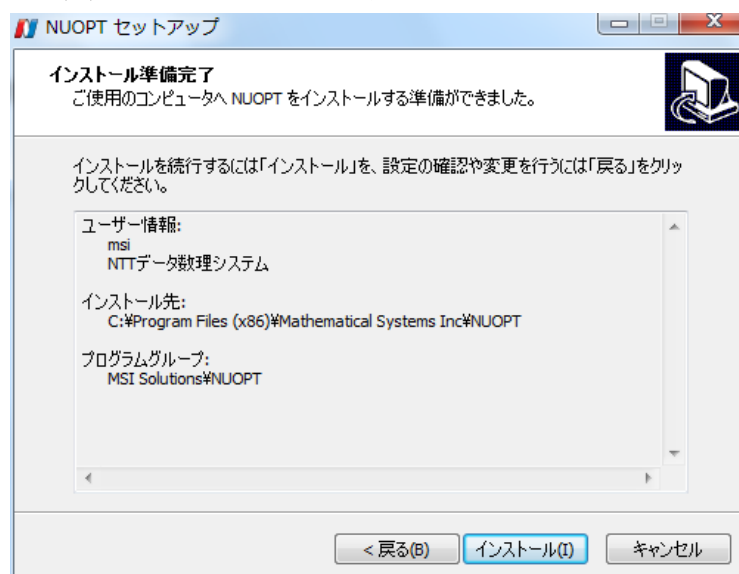 NUOPT セットアップ
インストール準備完了
ご使用のコンピュータへ NUOPT をインストールする準備ができました。
インストールを続行するには「インストール」を、設定の確認や変更を行うには「戻る」をクリッ
クしてください。
ユーザー情報:
msi
NTTデータ数理システム
インストール先:
C:¥Program Files (x86)¥Mathematical Systems Inc¥NUOPT
プログラムグループ:
MSI Solutions¥NUOPT
< 戻る(B)
インストール(I)
キャンセル